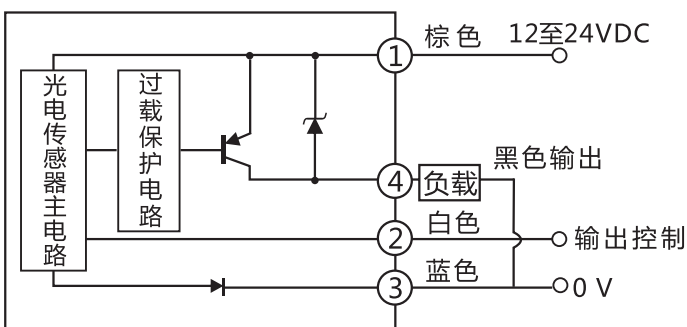 棕色 12至24VDC
1
光电传感器主电路
过载保护电路
黑色输出
4 负载
白色
2 输出控制
蓝色
3 0 V